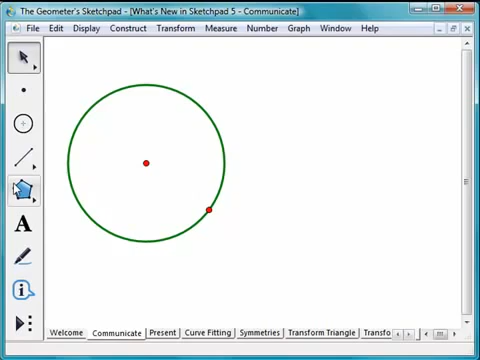 The Geometer's Sketchpad - [What's New in Sketchpad 5 - Communicate]
File Edit Display Construct Transform Measure Number Graph Window Help
A
i
Welcome Communicate Present Curve Fitting Symmetries Transform Triangle Transfo